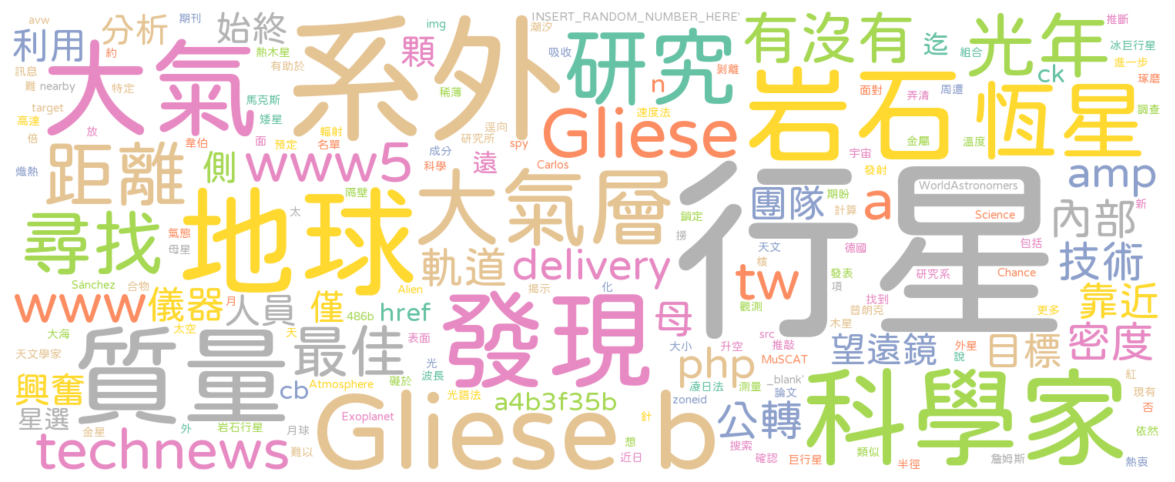 avw 期刊 img INSERT_RANDOM_NUMBER_HERE' 推斷
利用 分析 始終 潮汐 顆 研究 有沒有 迄 光年 冰巨行星
約 熱木星 吸收 剝離 組合 進一步
訊息 有助於 大氣 系外 稀薄 n ck 琢磨
難 nearby 特定 馬克斯 速度法 面對 弄清 周遭
target 矮星 逕向 Gliese 岩石 恆星 調查
高達 放 輻射 研究所 金屬 溫度
倍 面 預定 名單 成分 spy 宇宙
韋伯 科學 遠 Carlos 發射
熾熱 距離 側 www5 大氣層 行星 WorldAstronomers amp
隔壁 團隊 期盼 a 新
太 鎖定 計算 Science 內部
尋找 地球 撈 天文 德國 包括
氣態 軌道 delivery 核 發表 研究系 技術
母星 合物 揭示 tw 項 Chance
Sánchez Alien 化 找到
www 儀器 月 人員 僅 href 發現 母 觀測 普朗克 更多 靠近
太空 天 486b src 木星
大海 表面 大小 升空 推敲 外星 密度
天文學家 質量 最佳 光 php MuSCAT 望遠鏡 說 目標
波長 紅
興奮 cb Atmosphere 礙於 光譜法 凌日法 測量 _blank' 現有
星選 外 Exoplanet a4b3f35b zoneid 論文 否
金星 岩石行星 針 公轉 科學家 依然
technews 月球 Gliese b 想 搜索 類似
難以 近日 確認 巨行星 半徑 詹姆斯 熱衷